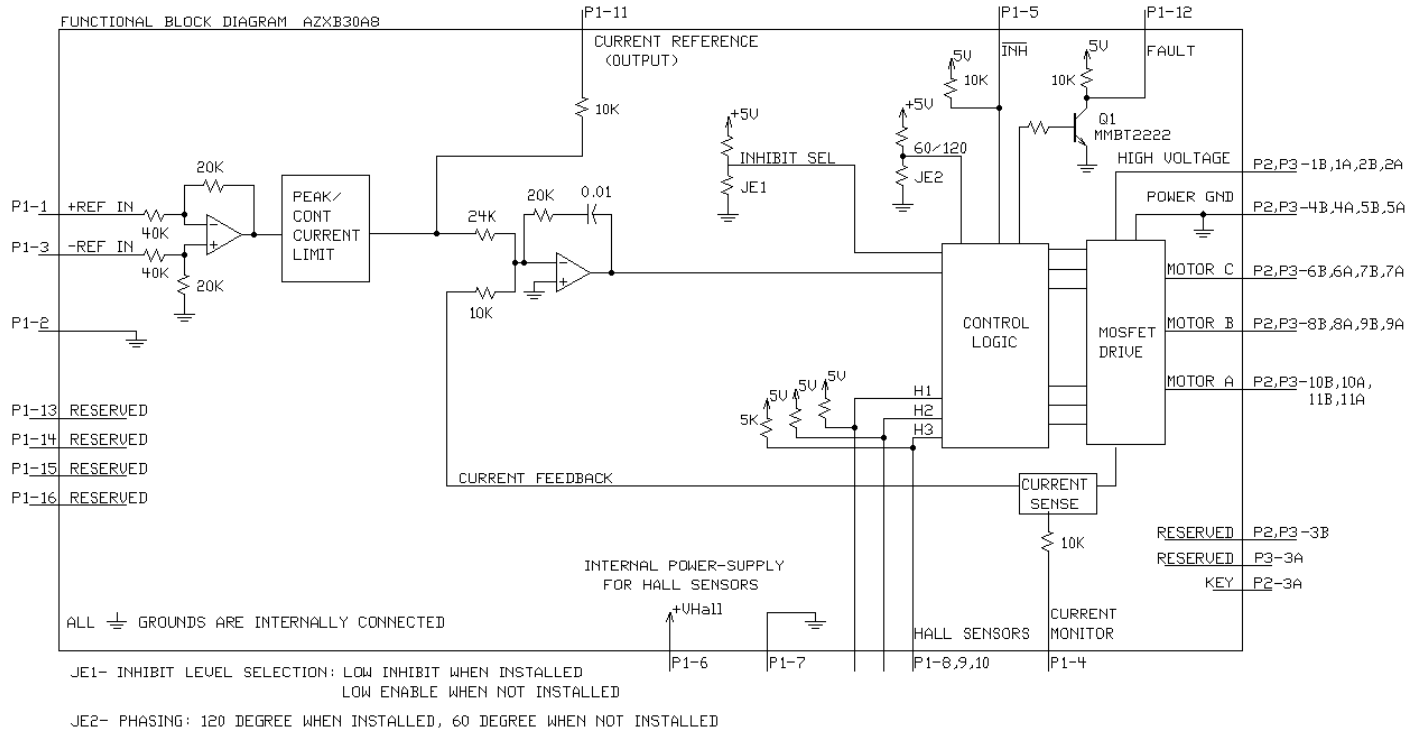 FUNCTIONAL BLOCK DIAGRAM AZXB30A8
P1-11
P1-5
P1-12
CURRENT REFERENCE
(OUTPUT)
INH
FAULT
5V
10K
5V
10K
10K
+5V
+5V
Q1
MMBT2222
INHIBIT SEL
JE1
60/120
JE2
HIGH VOLTAGE
P2,P3-1B,1A,2B,2A
20K
PEAK/
CONT
CURRENT
LIMIT
20K
0.01
24K
POWER GND
P2,P3-4B,4A,5B,5A
P1-1
+REF IN
40K
P1-3
-REF IN
40K
20K
10K
MOTOR C
P2,P3-6B,6A,7B,7A
P1-2
CONTROL
LOGIC
MOSFET
DRIVE
MOTOR B
P2,P3-8B,8A,9B,9A
MOTOR A
P2,P3-10B,10A,
11B,11A
5V
5V
5V
5K
H1
H2
H3
P1-13 RESERVED
P1-14 RESERVED
P1-15 RESERVED
P1-16 RESERVED
CURRENT FEEDBACK
CURRENT
SENSE
10K
RESERVED P2,P3-3B
RESERVED P3-3A
KEY P2-3A
INTERNAL POWER-SUPPLY
FOR HALL SENSORS
+VHall
ALL GROUNDS ARE INTERNALLY CONNECTED
HALL SENSORS
CURRENT
MONITOR
P1-6
P1-7
P1-8,9,10
P1-4
JE1- INHIBIT LEVEL SELECTION: LOW INHIBIT WHEN INSTALLED
LOW ENABLE WHEN NOT INSTALLED
JE2- PHASING: 120 DEGREE WHEN INSTALLED, 60 DEGREE WHEN NOT INSTALLED